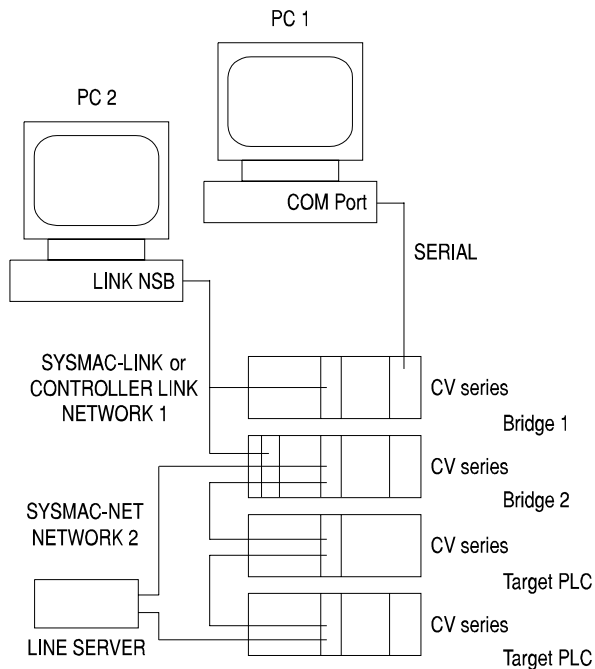 PC 1
PC 2
COM Port
SERIAL
LINK NSB
SYSMAC-LINK or
CONTROLLER LINK
NETWORK 1
CV series
Bridge 1
CV series
Bridge 2
SYSMAC-NET
NETWORK 2
CV series
Target PLC
LINE SERVER
CV series
Target PLC